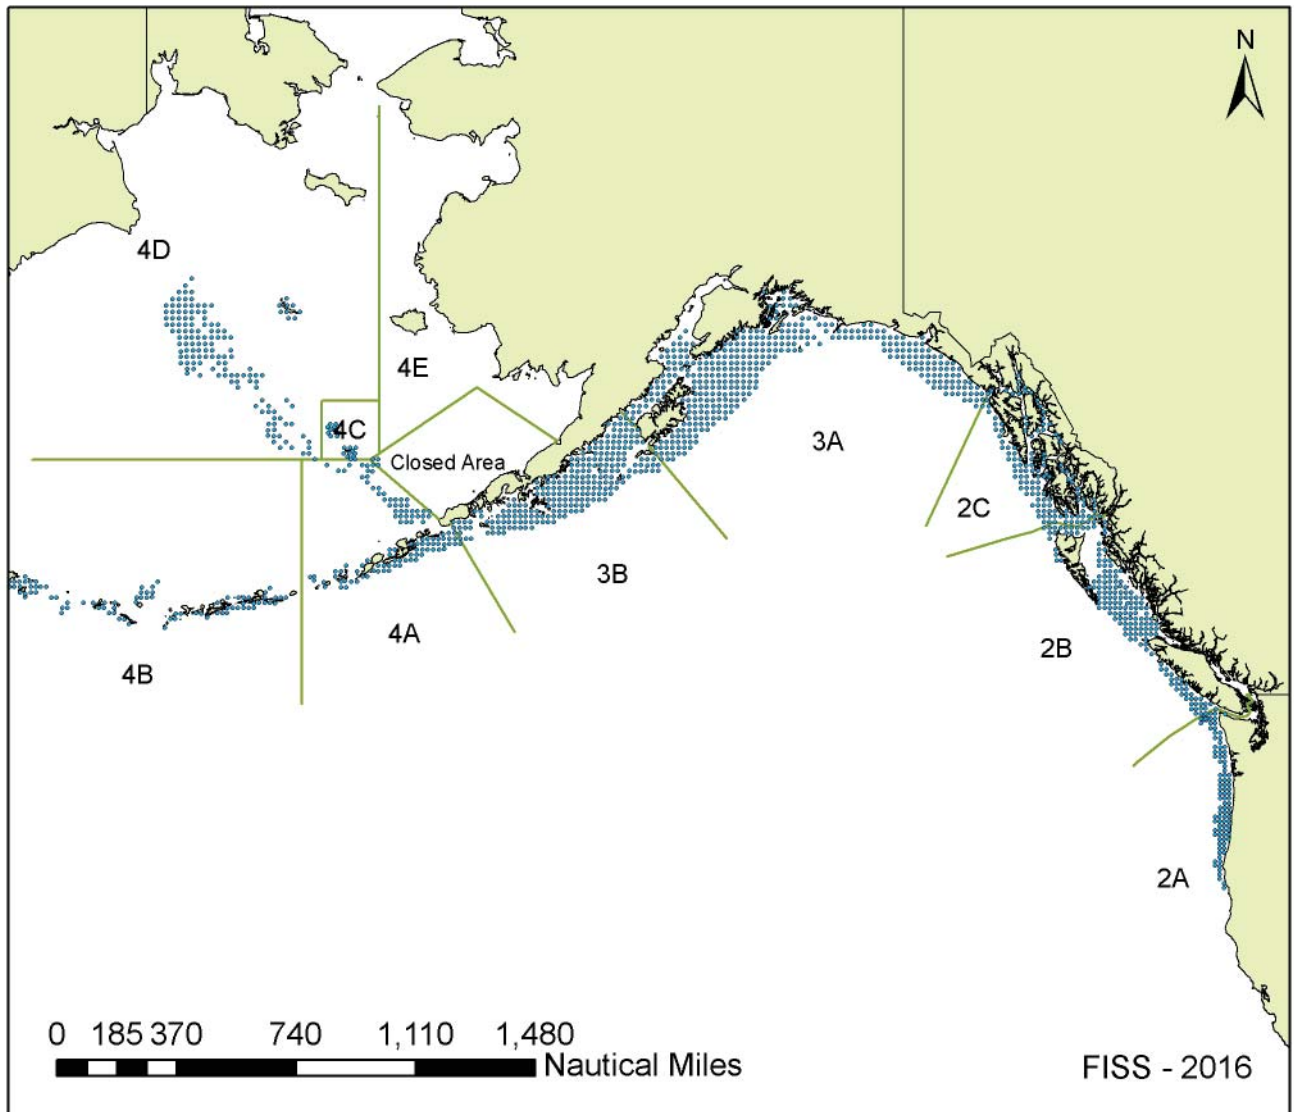 N
4D
4E
4C
Closed Area
3A
2C
3B
4A
2B
4B
2A
0 185 370 740 1,110 1,480
Nautical Miles
FISS - 2016